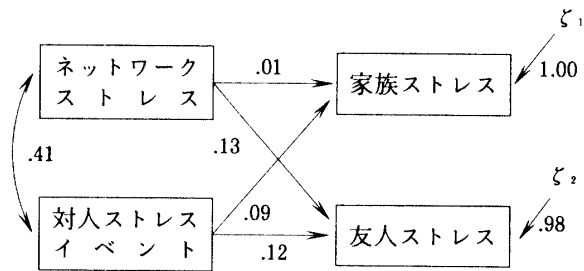 ζ₁
ネットワーク
ストレス
.01
家族ストレス
1.00
.41
.13
ζ₂
対人ストレス
イベント
.09
.12
友人ストレス
.98